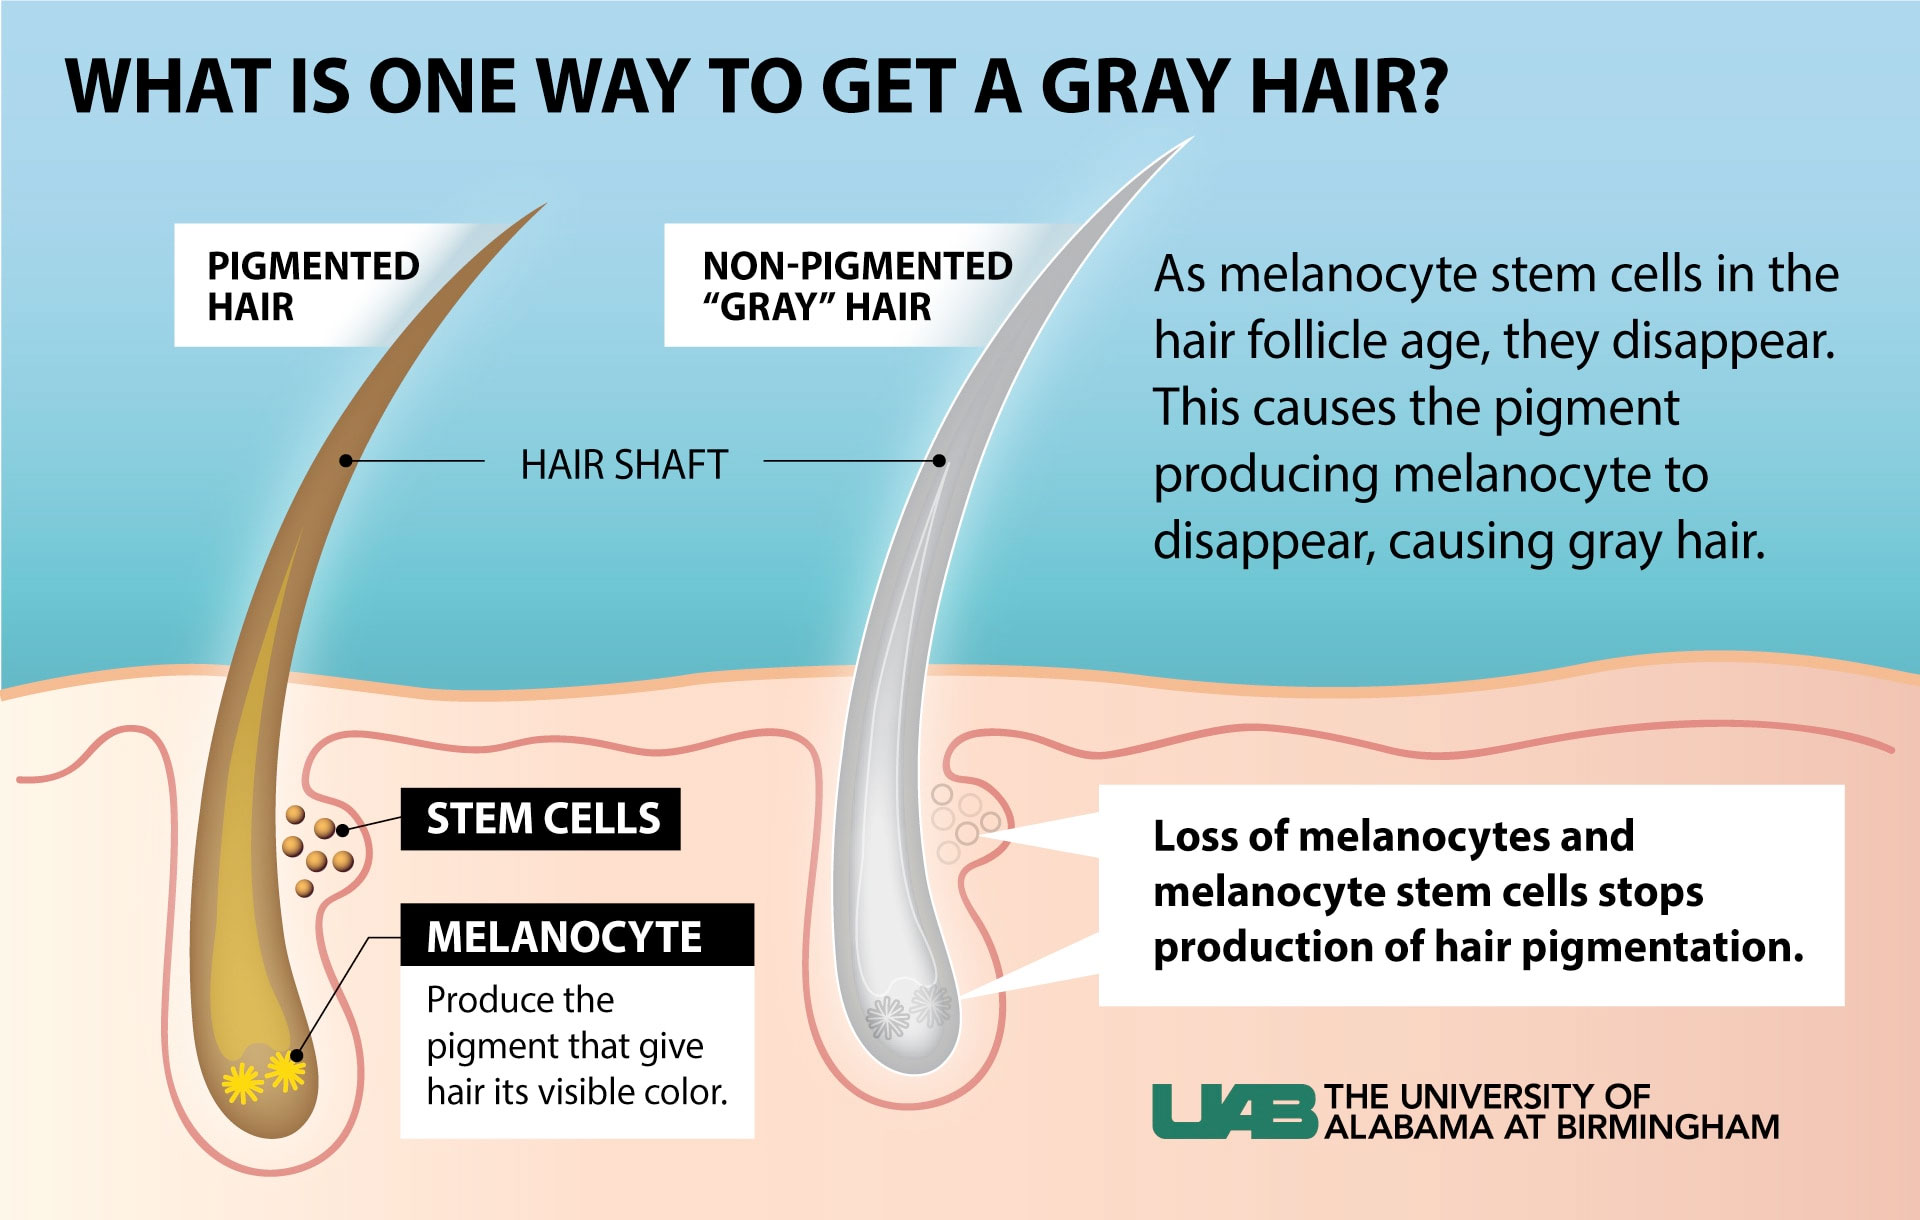 WHAT IS ONE WAY TO GET A GRAY HAIR?
PIGMENTED
HAIR
NON-PIGMENTED
“GRAY” HAIR
As melanocyte stem cells in the
hair follicle age, they disappear.
This causes the pigment
producing melanocyte to
disappear, causing gray hair.
HAIR SHAFT
STEM CELLS
MELANOCYTE
Produce the
pigment that give
hair its visible color.
Loss of melanocytes and
melanocyte stem cells stops
production of hair pigmentation.
UAB THE UNIVERSITY OF
ALABAMA AT BIRMINGHAM